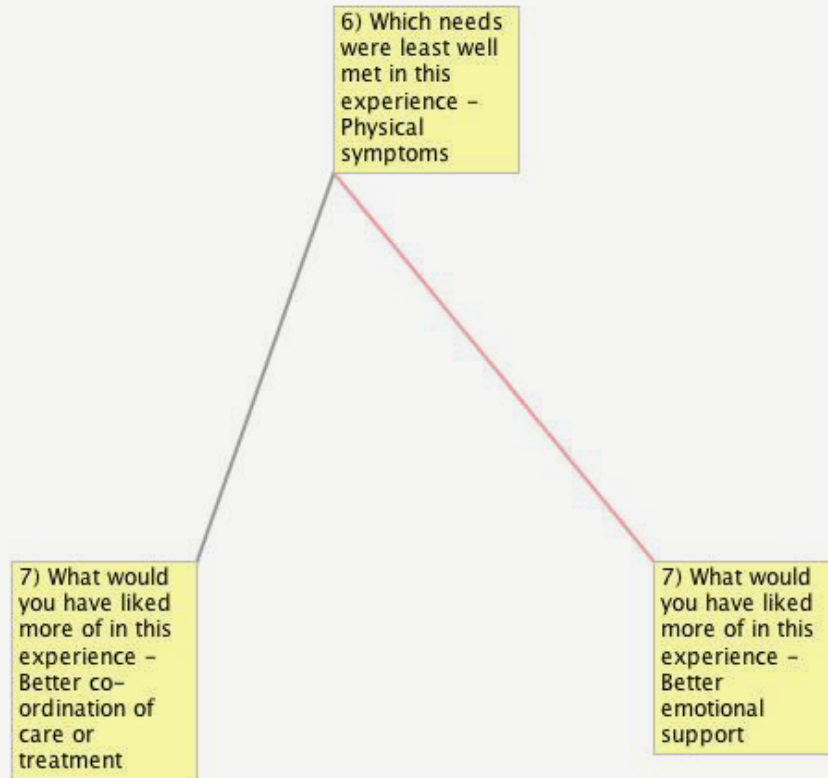 6) Which needs
were least well
met in this
experience –
Physical
symptoms
7) What would
you have liked
more of in this
experience –
Better co-
ordination of
care or
treatment
7) What would
you have liked
more of in this
experience –
Better
emotional
support